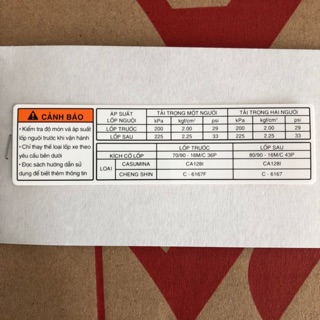 CẢNH BÁO
• Kiểm tra độ mòn và áp suất
lốp nguội trước khi vận hành
• Chỉ thay thế loại lốp xe theo
yêu cầu bên dưới
• Đọc sách hướng dẫn sử
dụng để biết thêm thông tin
ÁP SUẤT LỐP NGUỘI TẢI TRỌNG MỘT NGƯỜI TẢI TRỌNG HAI NGƯỜI
kPa kgf/cm² psi kPa kgf/cm² psi
LỐP TRƯỚC 200 2.00 29 200 2.00 29
LỐP SAU 225 2.25 33 225 2.25 33
LỐP TRƯỚC LỐP SAU
KÍCH CỠ LỐP 70/90 - 16M/C 36P 80/90 - 16M/C 43P
LOẠI CASUMINA CA128I CA128I
CHENG SHIN C - 6167F C - 6167